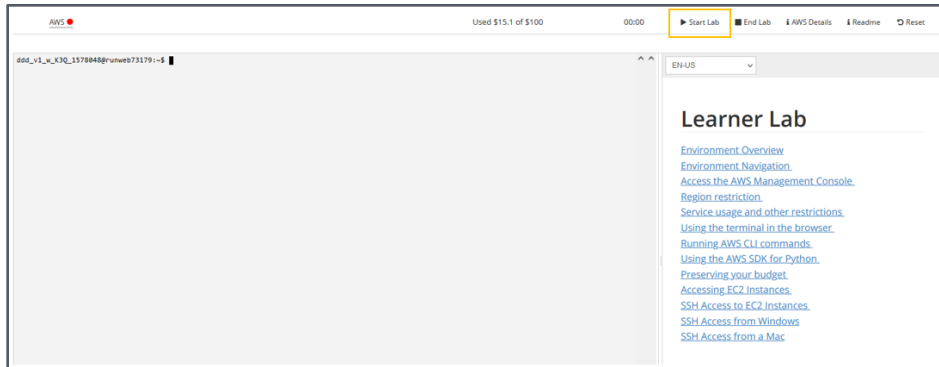 AWS
Used $15.1 of $100
00:00
Start Lab
End Lab
AWS Details
Readme
Reset
ddd_v1_w_K3Q_1578048@runweb73179:~$
EN-US
Learner Lab
Environment Overview
Environment Navigation
Access the AWS Management Console
Region restriction
Service usage and other restrictions
Using the terminal in the browser
Running AWS CLI commands
Using the AWS SDK for Python
Preserving your budget
Accessing EC2 Instances
SSH Access to EC2 Instances
SSH Access from Windows
SSH Access from a Mac